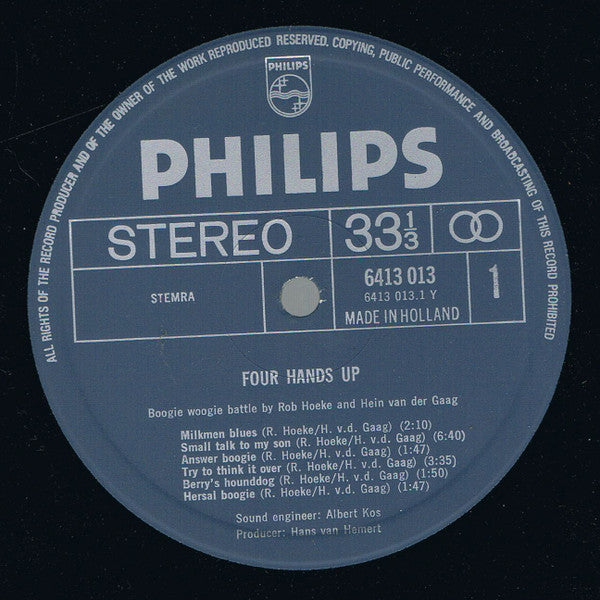 ALL RIGHTS OF THE RECORD PRODUCER AND OF THE OWNER OF THE WORK REPRODUCED RESERVED. COPYING, PUBLIC PERFORMANCE AND BROADCASTING OF THIS RECORD PROHIBITED
PHILIPS
PHILIPS
STEREO 33 1/3
STEMRA
6413 013
6413 013.1 Y
MADE IN HOLLAND
1
FOUR HANDS UP
Boogie woogie battle by Rob Hoeke and Hein van der Gaag
Milkmen blues (R. Hoeke/H. v.d. Gaag) (2:10)
Small talk to my son (R. Hoeke/H. v.d. Gaag) (6:40)
Answer boogie (R. Hoeke/H. v.d. Gaag) (1:47)
Try to think it over (R. Hoeke/H. v.d. Gaag) (3:35)
Berry's hounddog (R. Hoeke/H. v.d. Gaag) (1:50)
Hersal boogie (R. Hoeke/H. v.d. Gaag) (1:47)
Sound engineer: Albert Kos
Producer: Hans van Hemert